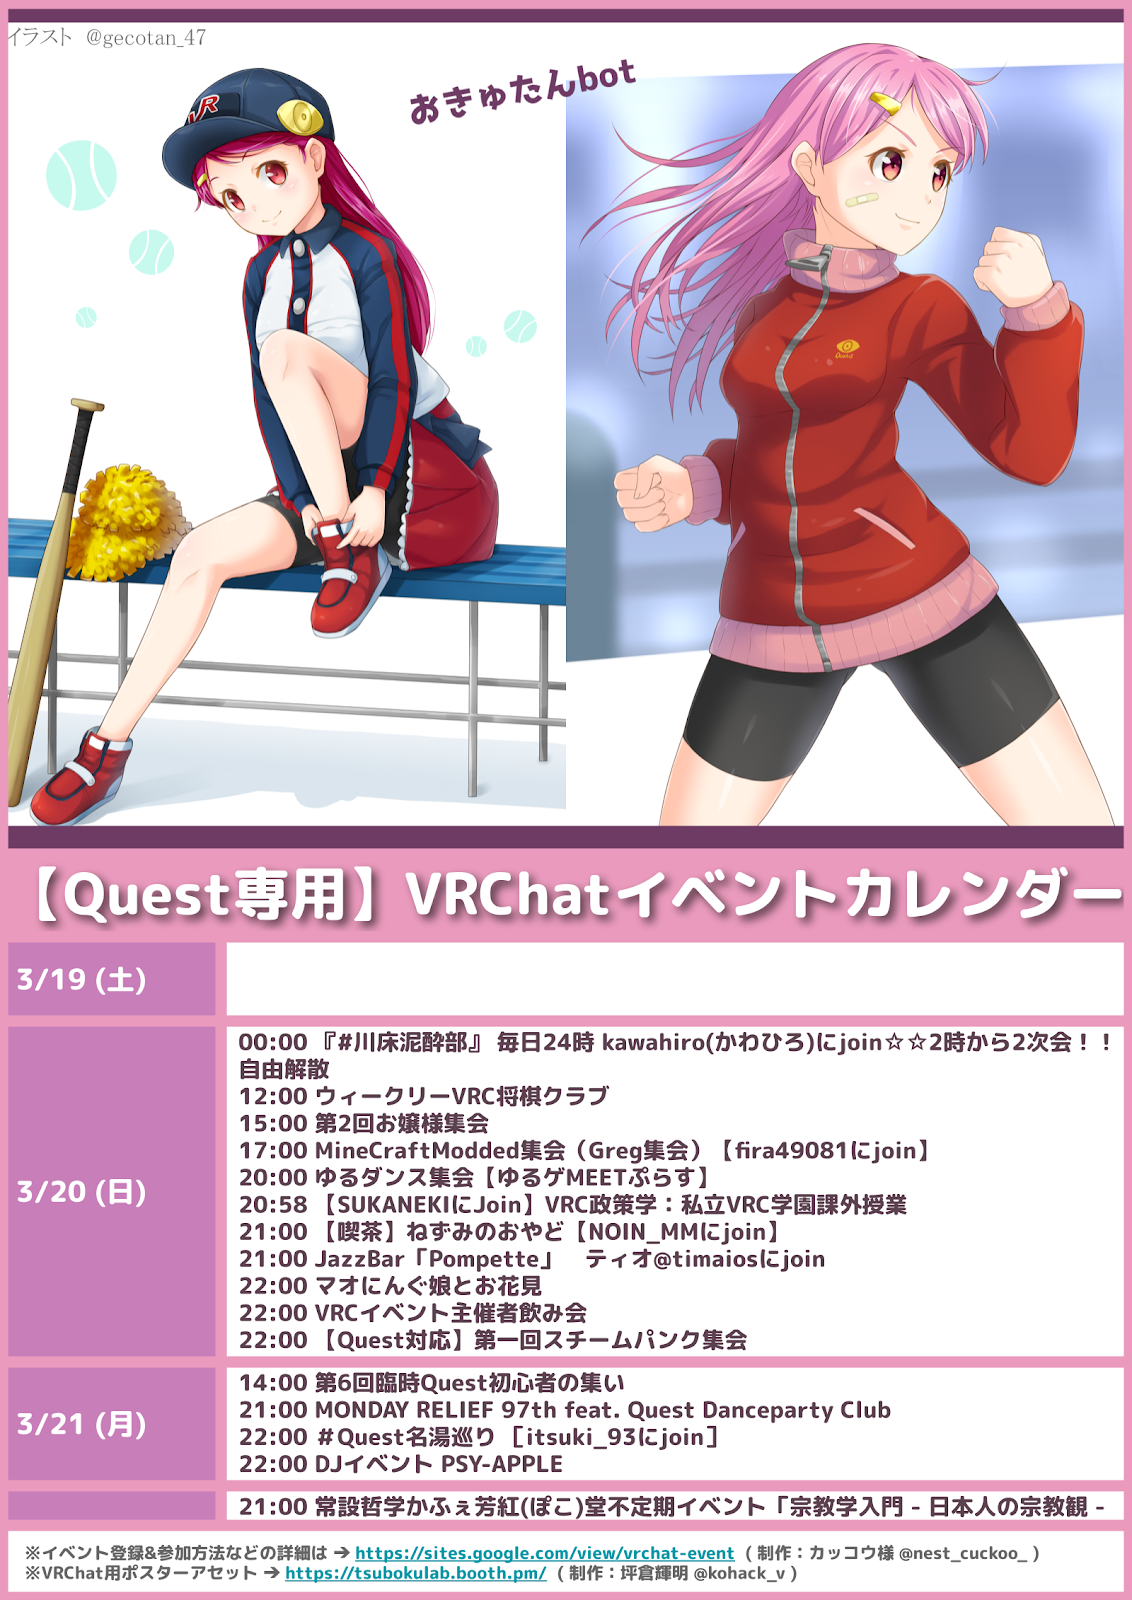 イラスト　@gecotan_47
おきゅたんbot
VR
Quest
【Quest専用】VRChatイベントカレンダー
3/19 (土)
3/20 (日)
00:00 『#川床泥酔部』 毎日24時 kawahiro(かわひろ)にjoin☆☆2時から2次会！！
自由解散
12:00 ウィークリーVRC将棋クラブ
15:00 第2回お嬢様集会
17:00 MineCraftModded集会（Greg集会）【fira49081にjoin】
20:00 ゆるダンス集会【ゆるゲMEETぷらす】
20:58 【SUKANEKIにJoin】VRC政策学：私立VRC学園課外授業
21:00 【喫茶】ねずみのおやど【NOIN_MMにjoin】
21:00 JazzBar「Pompette」　ティオ@timaiosにjoin
22:00 マオにんぐ娘とお花見
22:00 VRCイベント主催者飲み会
22:00 【Quest対応】第一回スチームパンク集会
3/21 (月)
14:00 第6回臨時Quest初心者の集い
21:00 MONDAY RELIEF 97th feat. Quest Danceparty Club
22:00 ＃Quest名湯巡り ［itsuki_93にjoin］
22:00 DJイベント PSY-APPLE
21:00 常設哲学かふぇ芳紅(ぽこ)堂不定期イベント「宗教学入門 - 日本人の宗教観 -
※イベント登録&参加方法などの詳細は ➔ https://sites.google.com/view/vrchat-event ( 制作：カッコウ様 @nest_cuckoo_ )
※VRChat用ポスターアセット ➔ https://tsubokulab.booth.pm/ ( 制作：坪倉輝明 @kohack_v )